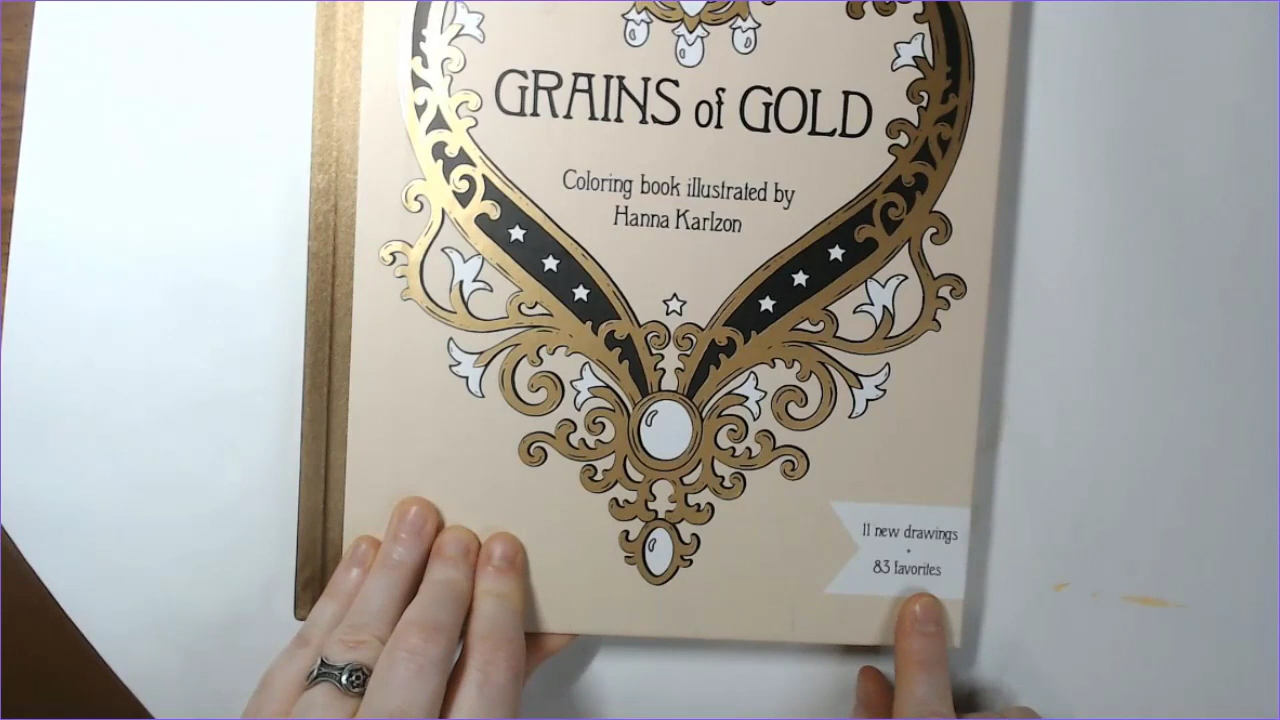 GRAINS of GOLD
Coloring book illustrated by
Hanna Karlzon
11 new drawings
+
83 favorites